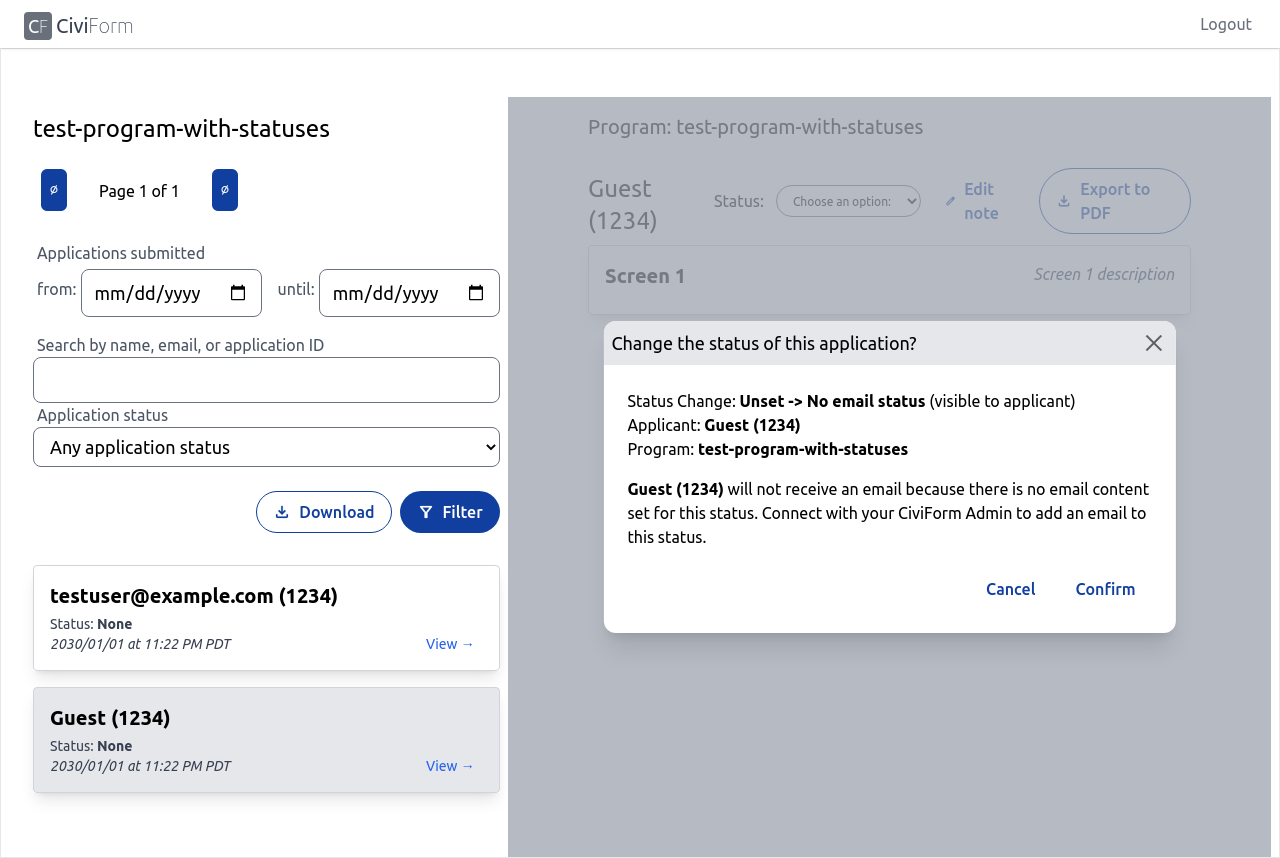 CF CiviForm
Logout
test-program-with-statuses
Page 1 of 1
Applications submitted
from: mm/dd/yyyy until: mm/dd/yyyy
Search by name, email, or application ID
Application status
Any application status
Download Filter
testuser@example.com (1234)
Status: None
2030/01/01 at 11:22 PM PDT View →
Guest (1234)
Status: None
2030/01/01 at 11:22 PM PDT View →
Program: test-program-with-statuses
Guest
(1234)
Status: Choose an option:
Edit
note
Export to
PDF
Screen 1 Screen 1 description
Change the status of this application?
Status Change: Unset -> No email status (visible to applicant)
Applicant: Guest (1234)
Program: test-program-with-statuses
Guest (1234) will not receive an email because there is no email content
set for this status. Connect with your CiviForm Admin to add an email to
this status.
Cancel Confirm